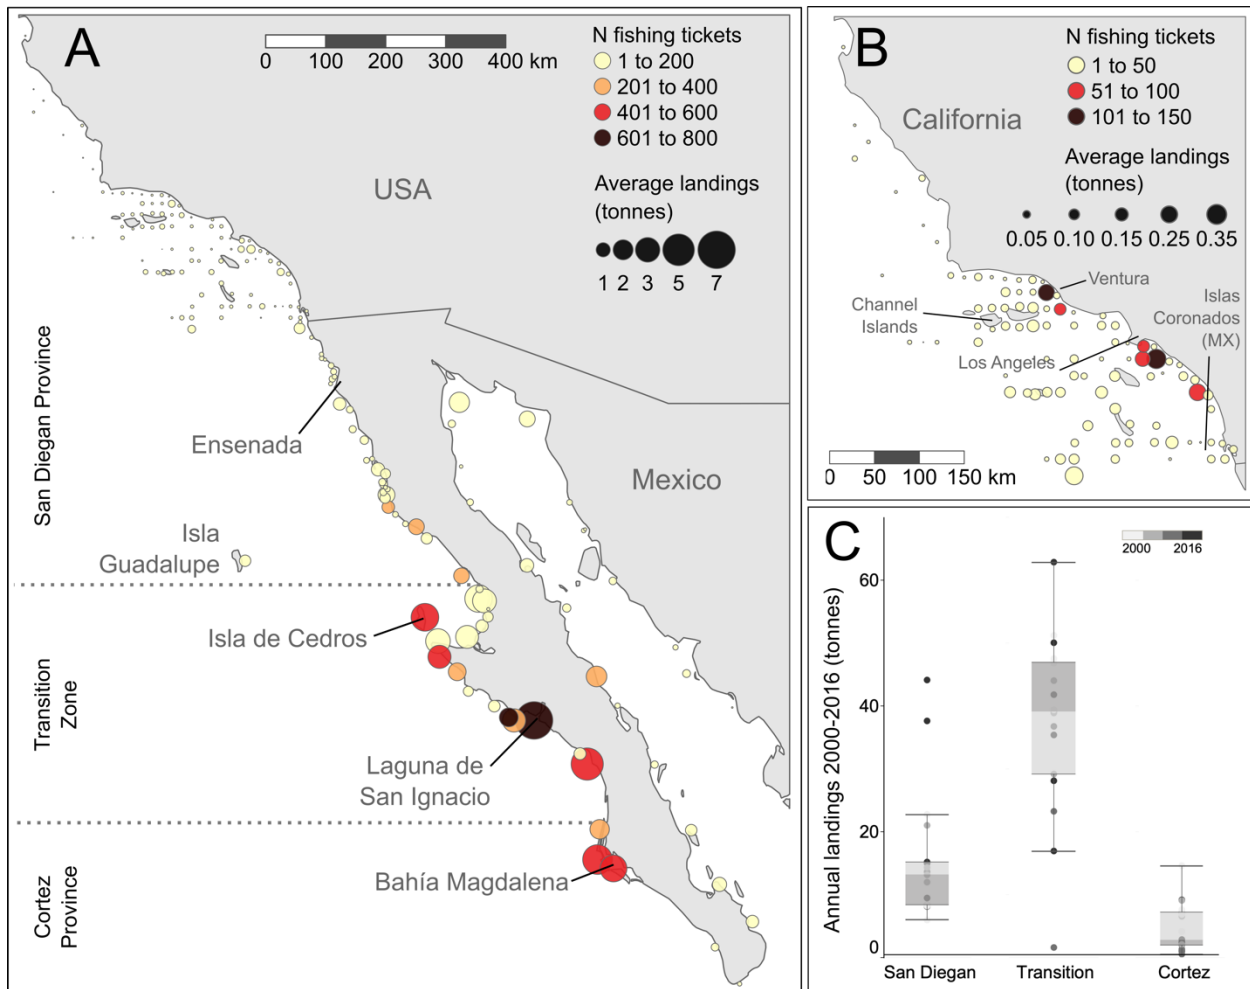 A
0 100 200 300 400 km
N fishing tickets
1 to 200
201 to 400
401 to 600
601 to 800
Average landings
(tonnes)
1 2 3 5 7
USA
Mexico
Ensenada
Isla
Guadalupe
Isla de Cedros
Laguna de
San Ignacio
Bahía Magdalena
San Diegan Province
Transition
Zone
Cortez
Province
B
N fishing tickets
1 to 50
51 to 100
101 to 150
California
Average landings
(tonnes)
0.05 0.10 0.15 0.25 0.35
Ventura
Channel
Islands
Islas
Coronados
(MX)
Los Angeles
0 50 100 150 km
C
2000 2016
Annual landings 2000-2016 (tonnes)
60
40
20
0
San Diegan Transition Cortez